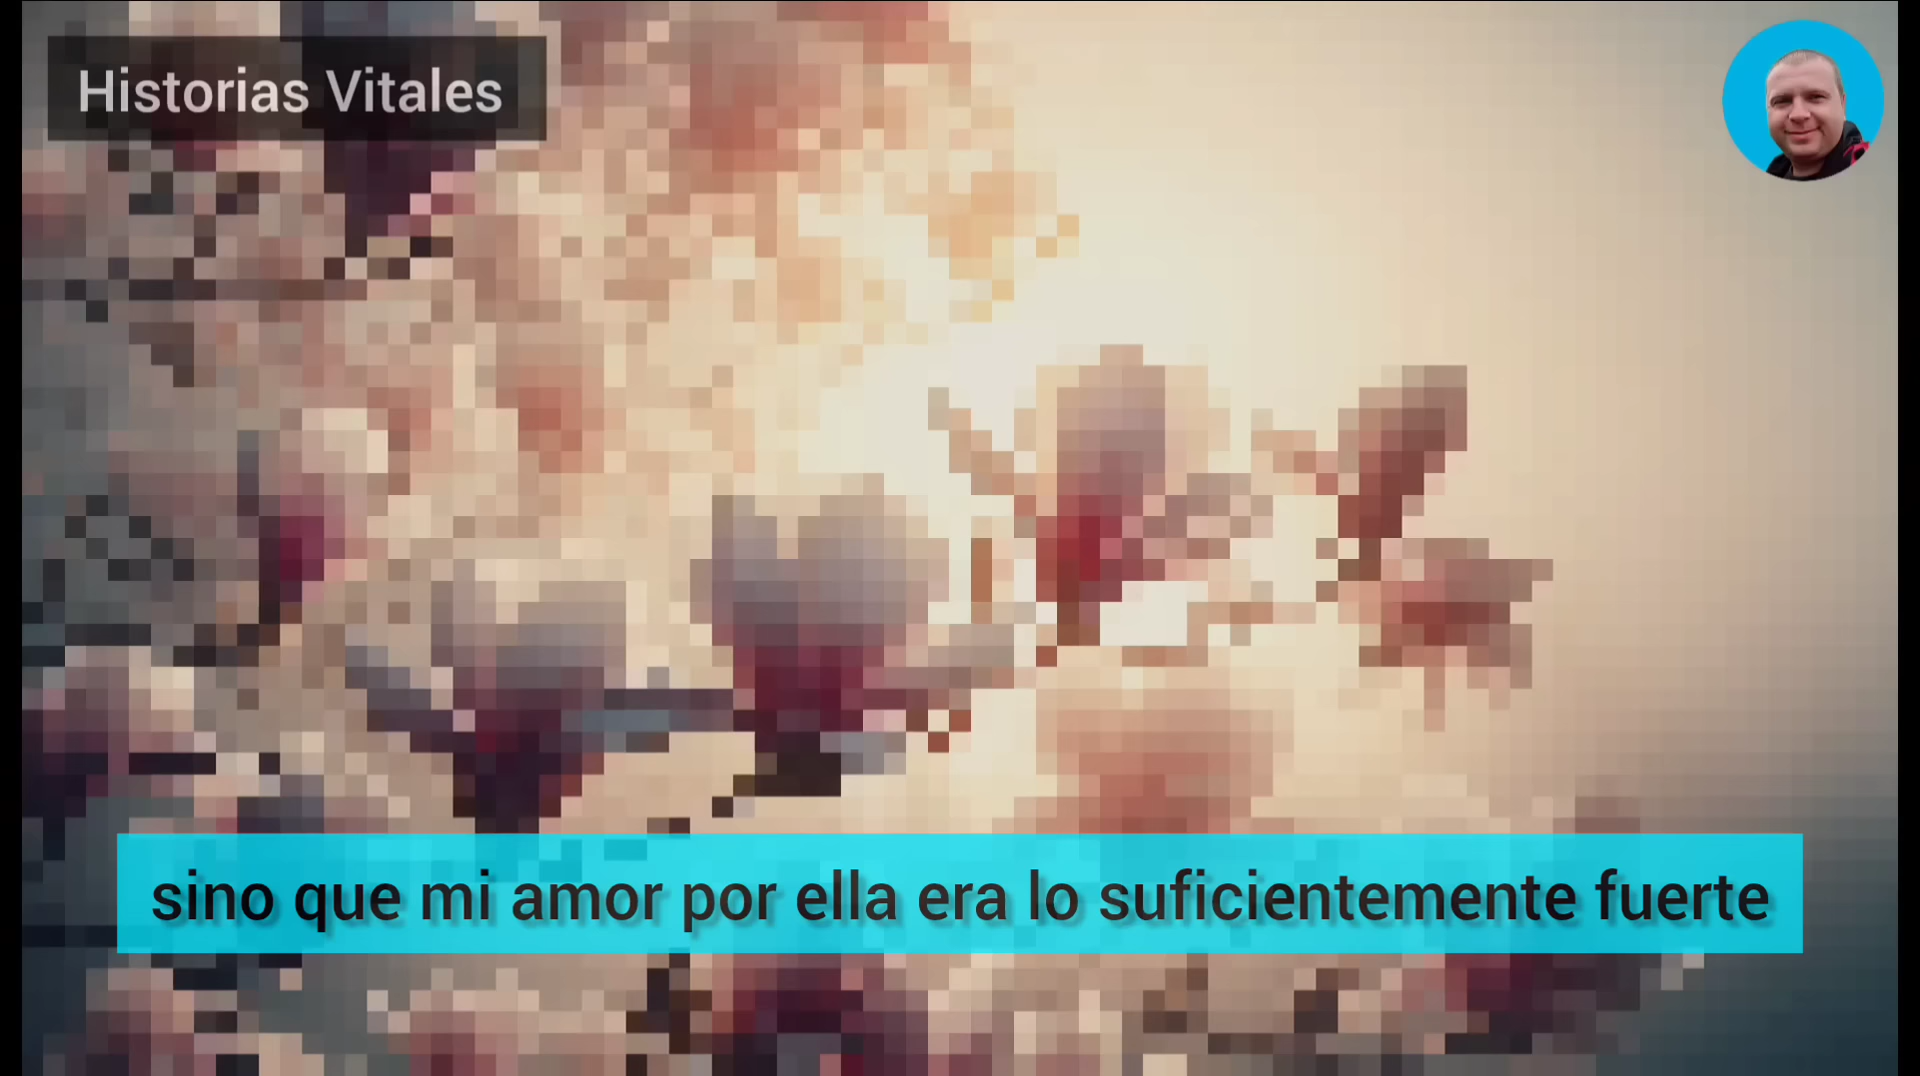 Historias Vitales
sino que mi amor por ella era lo suficientemente fuerte